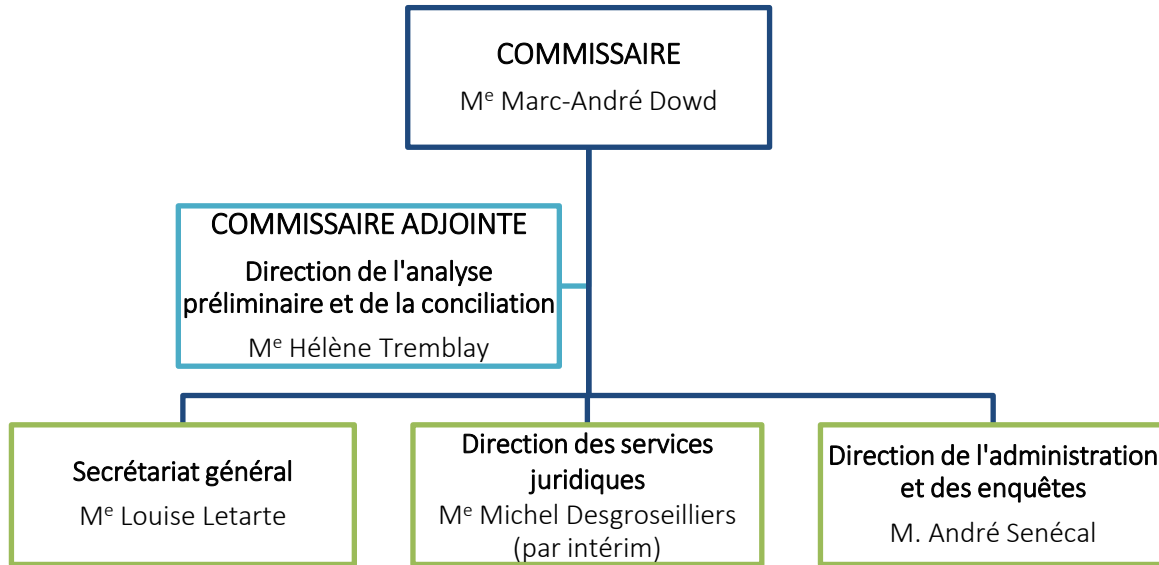 COMMISSAIRE
Mᵉ Marc-André Dowd
COMMISSAIRE ADJOINTE
Direction de l'analyse
préliminaire et de la conciliation
Mᵉ Hélène Tremblay
Secrétariat général
Mᵉ Louise Letarte
Direction des services
juridiques
Mᵉ Michel Desgroseilliers
(par intérim)
Direction de l'administration
et des enquêtes
M. André Senécal